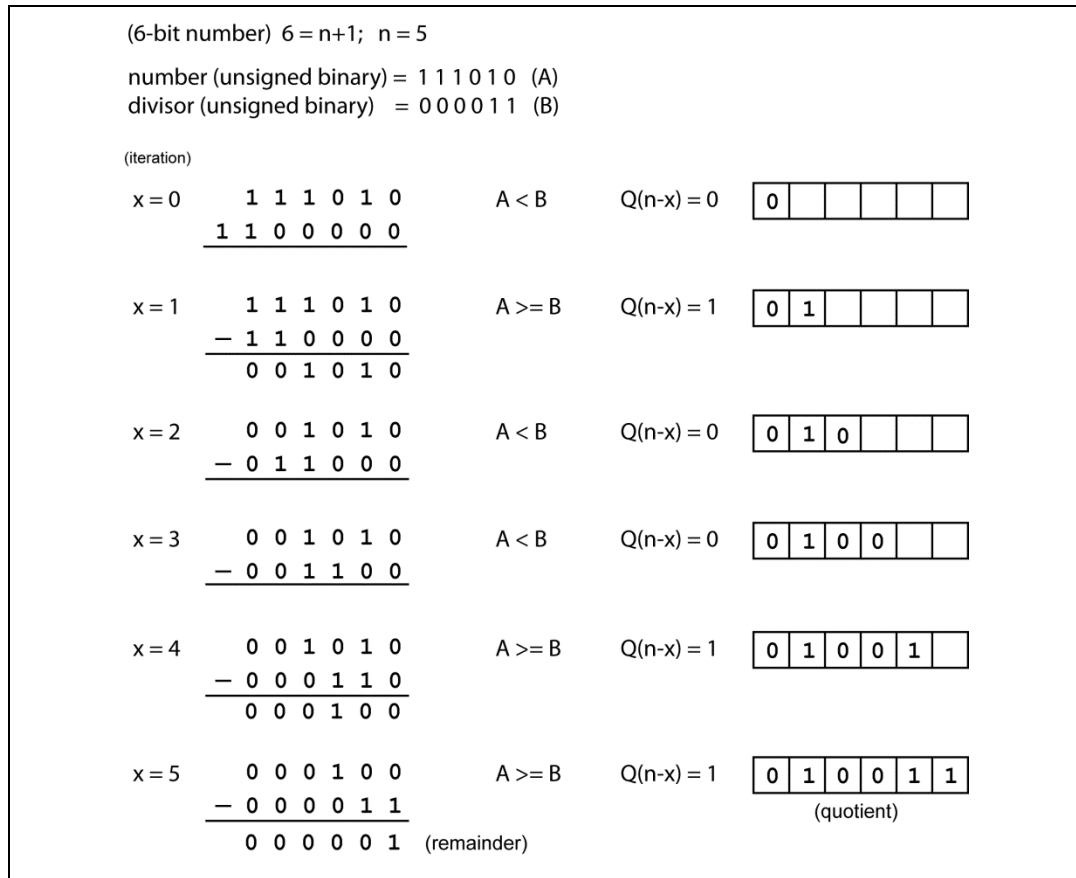 (6-bit number) 6 = n+1; n = 5
number (unsigned binary) = 1 1 1 0 1 0 (A)
divisor (unsigned binary) = 0 0 0 0 1 1 (B)
(iteration)
x = 0 1 1 1 0 1 0 A < B Q(n-x) = 0 0
1 1 0 0 0 0 0
x = 1 1 1 1 0 1 0 A >= B Q(n-x) = 1 0 1
– 1 1 0 0 0 0
0 0 1 0 1 0
x = 2 0 0 1 0 1 0 A < B Q(n-x) = 0 0 1 0
– 0 1 1 0 0 0
x = 3 0 0 1 0 1 0 A < B Q(n-x) = 0 0 1 0 0
– 0 0 1 1 0 0
x = 4 0 0 1 0 1 0 A >= B Q(n-x) = 1 0 1 0 0 1
– 0 0 0 1 1 0
0 0 0 1 0 0
x = 5 0 0 0 1 0 0 A >= B Q(n-x) = 1 0 1 0 0 1 1
– 0 0 0 0 1 1 (quotient)
0 0 0 0 0 1 (remainder)